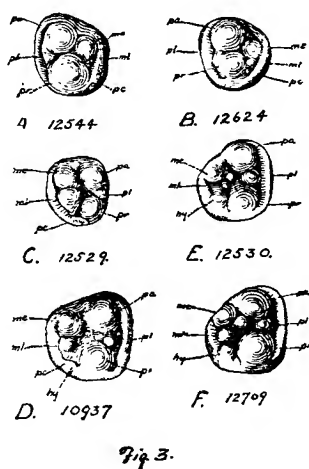 pa me pa
pl ml pl me
pr pc pr ml
pc
A 12544 B. 12624
pa
me pa me
ml pl ml pl
pc pr hy pr
C. 12529. E. 12530.
pa pa
me me
ml pl ml pl
pc pr hy pr
hy
D. 10937 F. 12709
Fig 3.